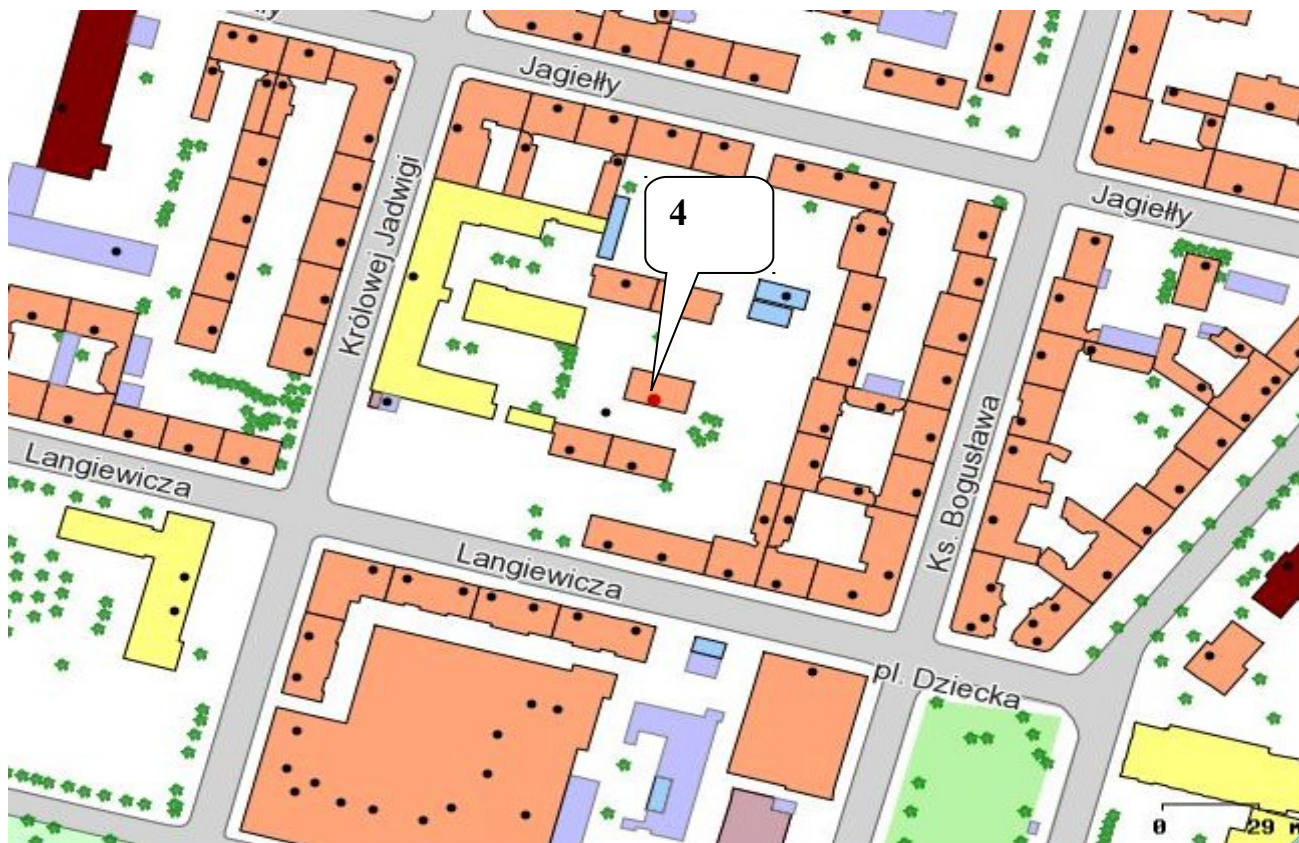 Jagiełły
4
Jagiełły
Królowej Jadwigi
Langiewicza
Ks. Bogusława
Langiewicza
pl. Dziecka
0 29